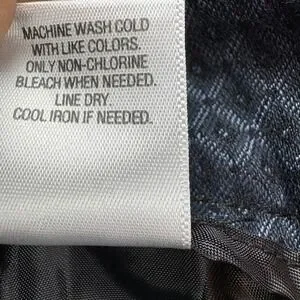 MACHINE WASH COLD
WITH LIKE COLORS.
ONLY NON-CHLORINE
BLEACH WHEN NEEDED.
LINE DRY.
COOL IRON IF NEEDED.